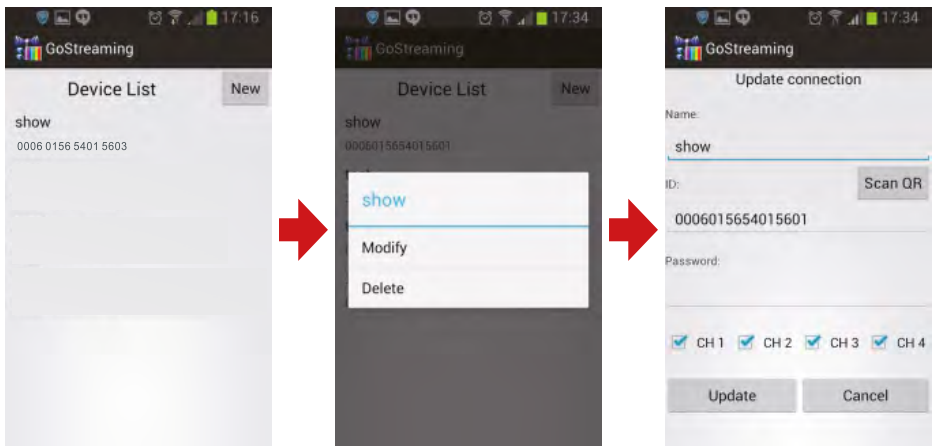 17:16
GoStreaming
Device List New
show
0006 0156 5401 5603
17:34
GoStreaming
Device List New
show
0006015654015601
show
Modify
Delete
17:34
GoStreaming
Update connection
Name:
show
ID: Scan QR
0006015654015601
Password:
CH 1 CH 2 CH 3 CH 4
Update Cancel